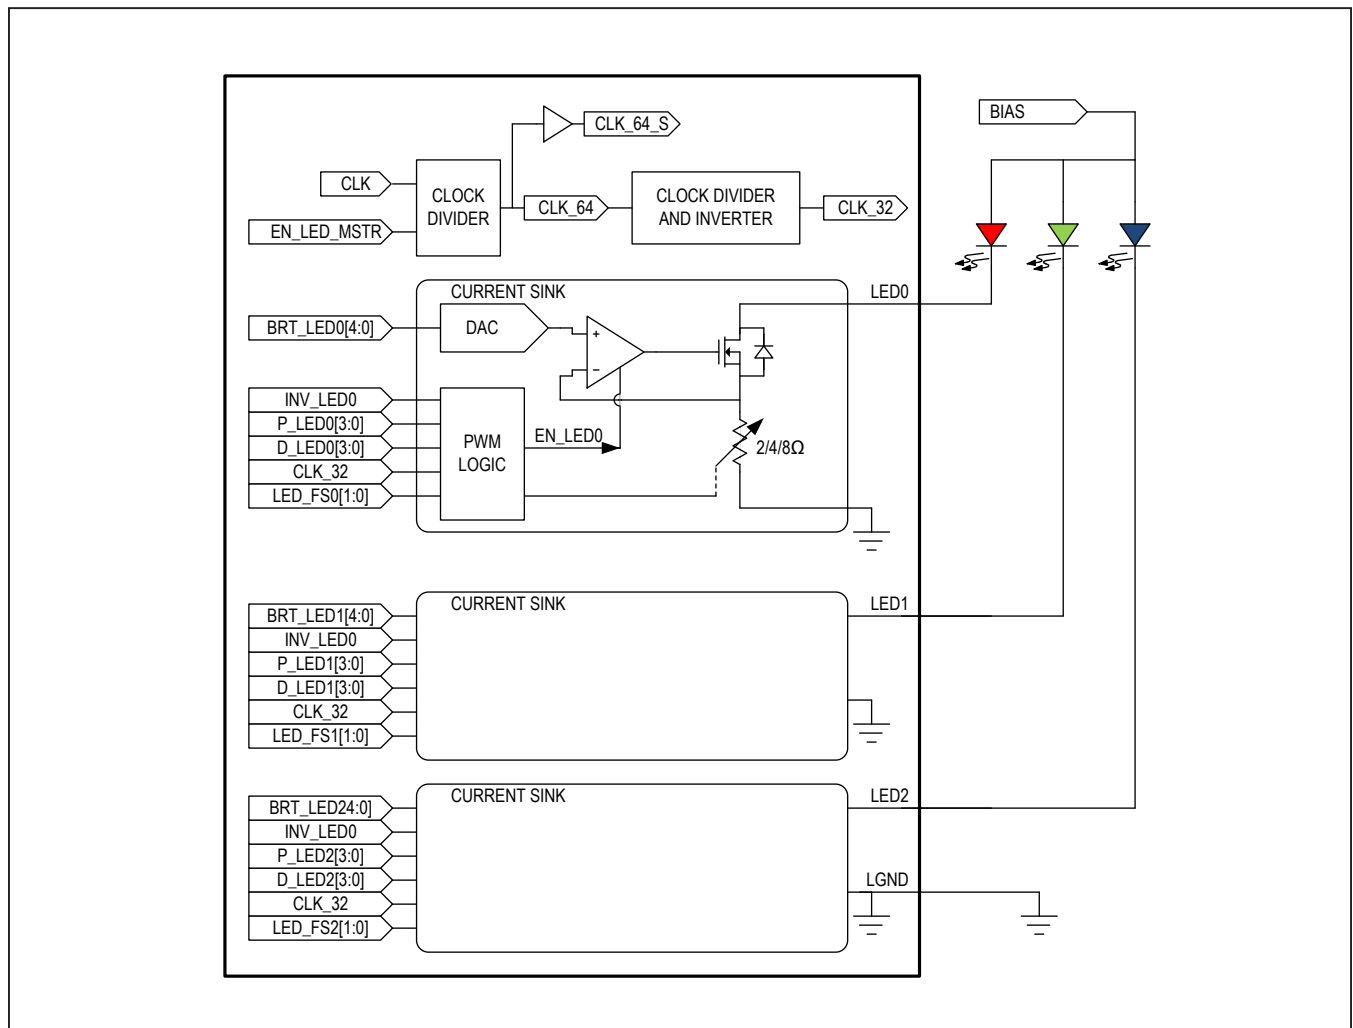 CLK_64_S
BIAS
CLK
CLOCK
DIVIDER
CLK_64
CLOCK DIVIDER
AND INVERTER
CLK_32
EN_LED_MSTR
CURRENT SINK
LED0
BRT_LED0[4:0]
DAC
+
−
INV_LED0
P_LED0[3:0]
D_LED0[3:0]
CLK_32
LED_FS0[1:0]
PWM
LOGIC
EN_LED0
2/4/8Ω
CURRENT SINK
LED1
BRT_LED1[4:0]
INV_LED0
P_LED1[3:0]
D_LED1[3:0]
CLK_32
LED_FS1[1:0]
CURRENT SINK
LED2
BRT_LED24:0]
INV_LED0
P_LED2[3:0]
D_LED2[3:0]
CLK_32
LED_FS2[1:0]
LGND